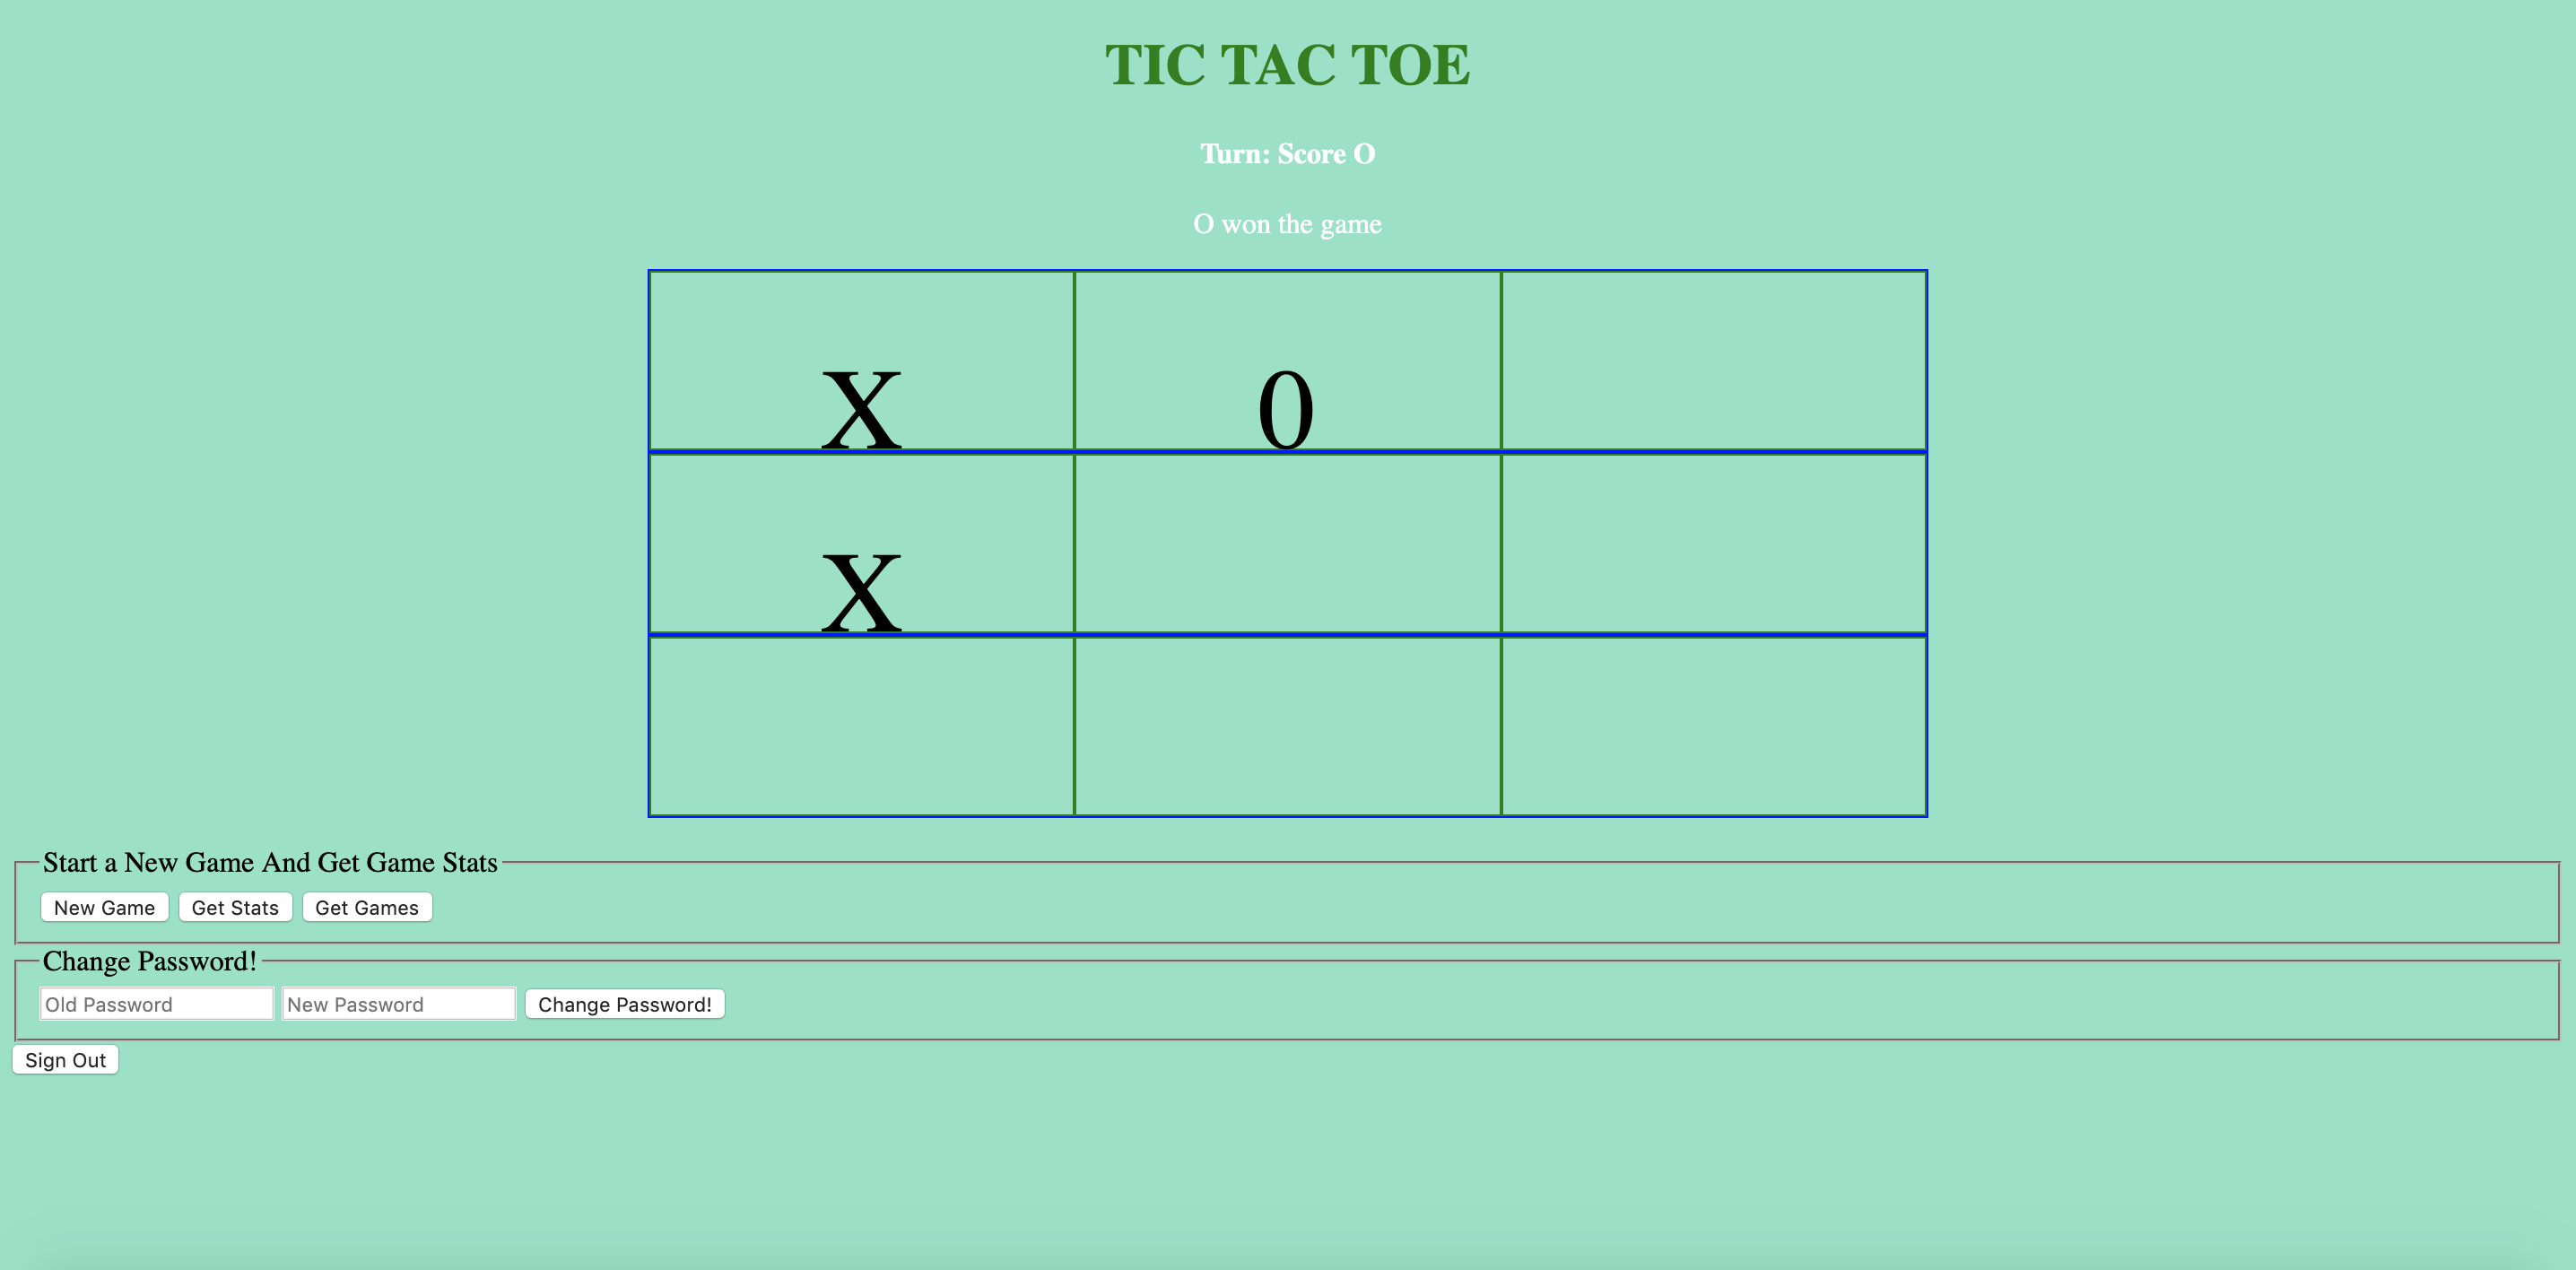 TIC TAC TOE
Turn: Score O
O won the game
X 0
X
Start a New Game And Get Game Stats
New Game Get Stats Get Games
Change Password!
Old Password New Password Change Password!
Sign Out